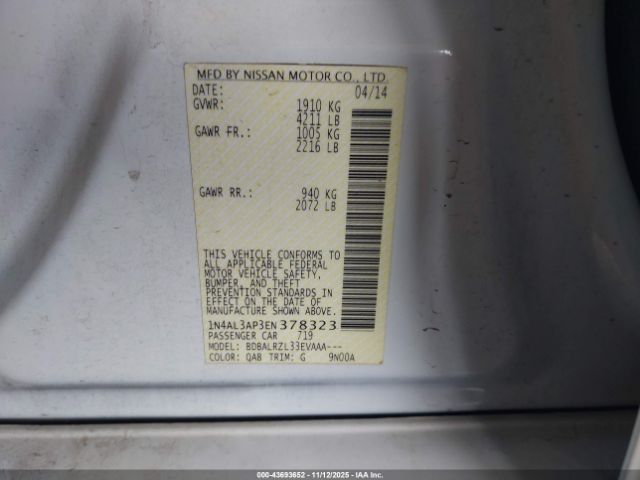 MFD BY NISSAN MOTOR CO., LTD.
DATE: 04/14
GVWR: 1910 KG
4211 LB
GAWR FR.: 1005 KG
2216 LB
GAWR RR.: 940 KG
2072 LB
THIS VEHICLE CONFORMS TO
ALL APPLICABLE FEDERAL
MOTOR VEHICLE SAFETY,
BUMPER, AND THEFT
PREVENTION STANDARDS IN
EFFECT ON THE DATE OF
MANUFACTURE SHOWN ABOVE.
1N4AL3AP3EN378323
PASSENGER CAR 719
MODEL: BDBALRZL33EVAAA---
COLOR: QAB TRIM: G 9N00A
000-43693652 - 11/12/2025 - IAAI.com